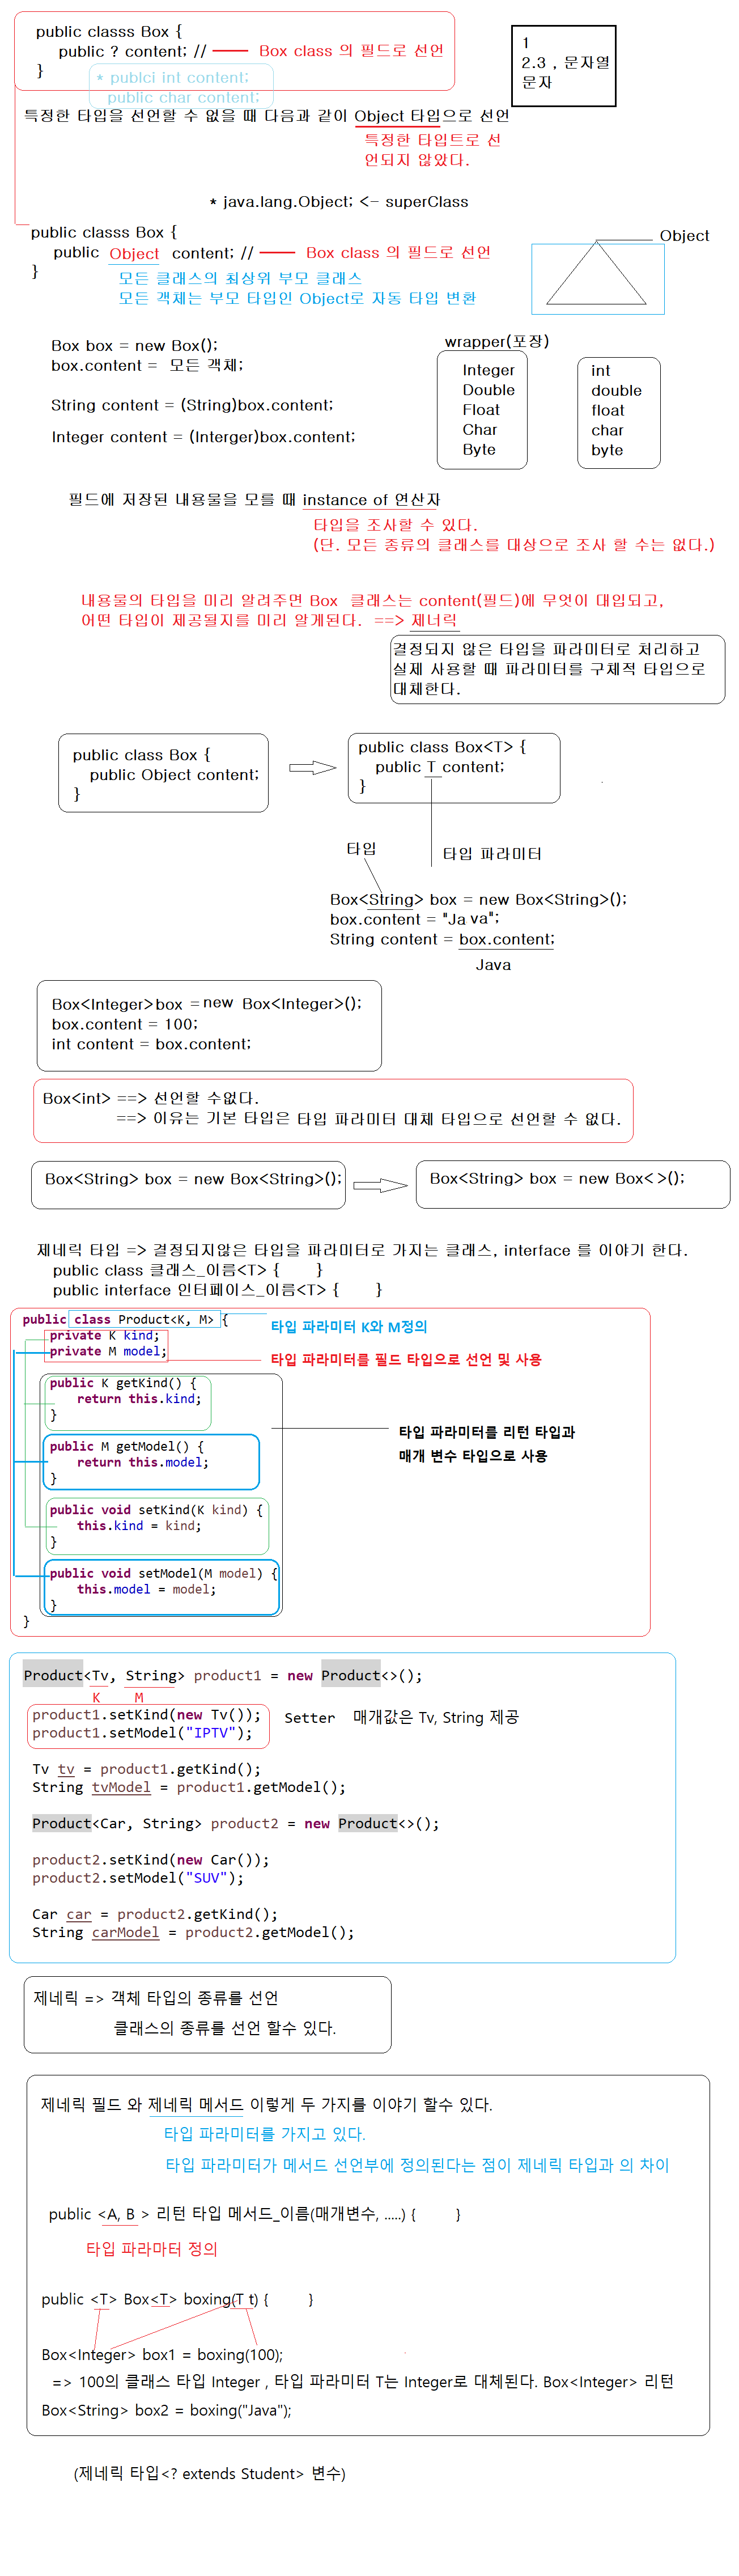 public classs Box {
public ? content; // Box class 의 필드로 선언
}
* publci int content;
public char content;
1
2.3 , 문자열
문자
특정한 타입을 선언할 수 없을 때 다음과 같이 Object 타입으로 선언
특정한 타입트로 선
언되지 않았다.
* java.lang.Object; <- superClass
public classs Box {
public Object content; // Box class 의 필드로 선언
}
모든 클래스의 최상위 부모 클래스
모든 객체는 부모 타입인 Object로 자동 타입 변환
Object
Box box = new Box();
box.content = 모든 객체;
String content = (String)box.content;
Integer content = (Interger)box.content;
wrapper(포장)
Integer
Double
Float
Char
Byte
int
double
float
char
byte
필드에 저장된 내용물을 모를 때 instance of 연산자
타입을 조사할 수 있다.
(단. 모든 종류의 클래스를 대상으로 조사 할 수는 없다.)
내용물의 타입을 미리 알려주면 Box 클래스는 content(필드)에 무엇이 대입되고,
어떤 타입이 제공될지를 미리 알게된다. ==> 제너릭
결정되지 않은 타입을 파라미터로 처리하고
실제 사용할 때 파라미터를 구체적 타입으로
대체한다.
public class Box {
public Object content;
}
public class Box<T> {
public T content;
}
타입
타입 파라미터
Box<String> box = new Box<String>();
box.content = "Ja va";
String content = box.content;
Java
Box<Integer> box = new Box<Integer>();
box.content = 100;
int content = box.content;
Box<int> ==> 선언할 수없다.
==> 이유는 기본 타입은 타입 파라미터 대체 타입으로 선언할 수 없다.
Box<String> box = new Box<String>();
Box<String> box = new Box< >();
제네릭 타입 => 결정되지않은 타입을 파라미터로 가지는 클래스, interface 를 이야기 한다.
public class 클래스_이름<T> { }
public interface 인터페이스_이름<T> { }
public class Product<K, M> {
타입 파라미터 K와 M정의
private K kind;
private M model;
타입 파라미터를 필드 타입으로 선언 및 사용
public K getKind() {
return this.kind;
}
타입 파라미터를 리턴 타입과
매개 변수 타입으로 사용
public M getModel() {
return this.model;
}
public void setKind(K kind) {
this.kind = kind;
}
public void setModel(M model) {
this.model = model;
}
}
Product<Tv, String> product1 = new Product<>();
K M
product1.setKind(new Tv());
product1.setModel("IPTV");
Setter 매개값은 Tv, String 제공
Tv tv = product1.getKind();
String tvModel = product1.getModel();
Product<Car, String> product2 = new Product<>();
product2.setKind(new Car());
product2.setModel("SUV");
Car car = product2.getKind();
String carModel = product2.getModel();
제네릭 => 객체 타입의 종류를 선언
클래스의 종류를 선언 할수 있다.
제네릭 필드 와 제네릭 메서드 이렇게 두 가지를 이야기 할수 있다.
타입 파라미터를 가지고 있다.
타입 파라미터가 메서드 선언부에 정의된다는 점이 제네릭 타입과 의 차이
public <A, B > 리턴 타입 메서드_이름(매개변수, .....) { }
타입 파라마터 정의
public <T> Box<T> boxing(T t) { }
Box<Integer> box1 = boxing(100);
=> 100의 클래스 타입 Integer , 타입 파라미터 T는 Integer로 대체된다. Box<Integer> 리턴
Box<String> box2 = boxing("Java");
(제네릭 타입<? extends Student> 변수)